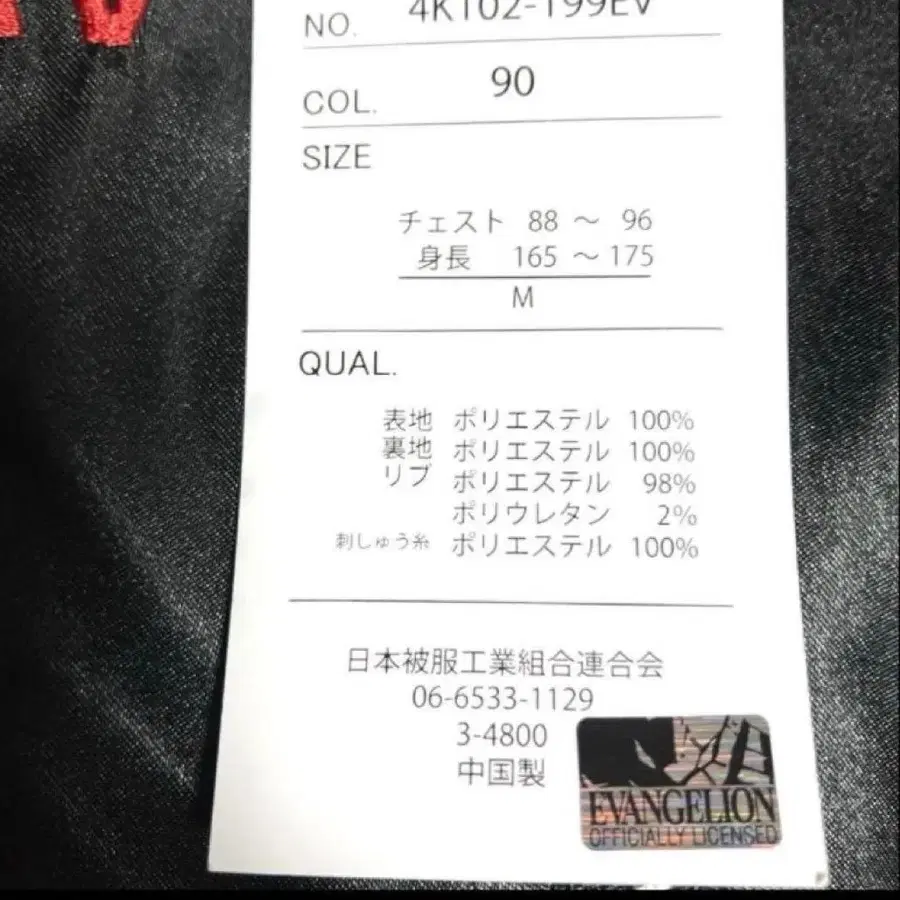 NO. 4K102-199EV
COL. 90
SIZE
チェスト 88 ～ 96
身長 165 ～ 175
M
QUAL.
表地 ポリエステル 100%
裏地 ポリエステル 100%
リブ ポリエステル 98%
ポリウレタン 2%
刺しゅう糸 ポリエステル 100%
日本被服工業組合連合会
06-6533-1129
3-4800
中国製
EVANGELION
OFFICIALLY LICENSED